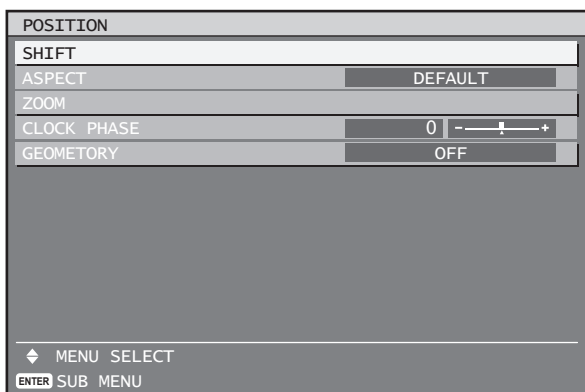 POSITION
SHIFT
ASPECT DEFAULT
ZOOM
CLOCK PHASE 0 - +
GEOMETORY OFF
MENU SELECT
ENTER SUB MENU